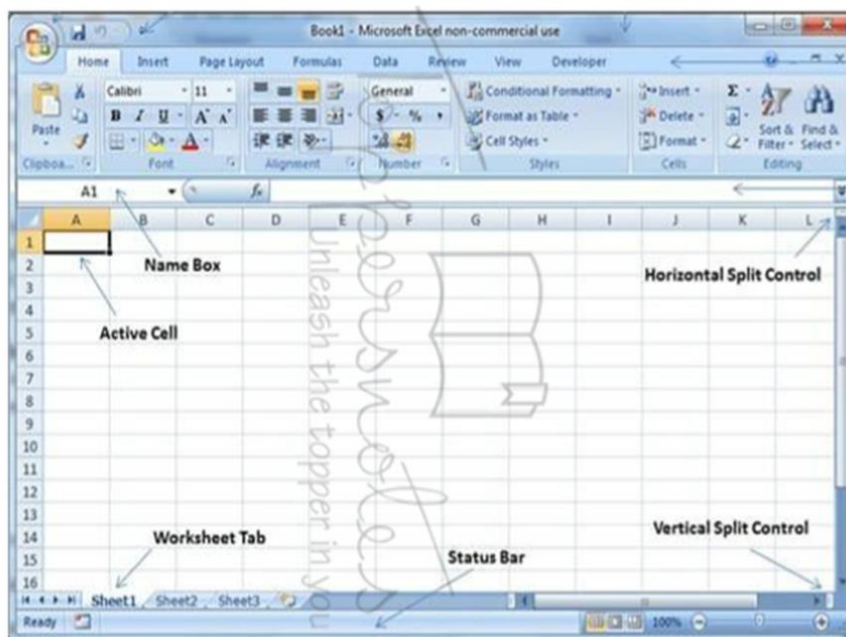 Book1 - Microsoft Excel non-commercial use
Home Insert Page Layout Formulas Data Review View Developer
Calibri 11 General Conditional Formatting Insert Σ
Paste B I U A A $ % , Format as Table Delete Sort & Filter Find & Select
A Cell Styles Format
Clipboa... Font Alignment Number Styles Cells Editing
A1 fx
A B C D E F G H I J K L
1
2 Name Box Horizontal Split Control
3
4
5 Active Cell
6
7
8
9
10
11
12
13
14 Worksheet Tab Vertical Split Control
15 Status Bar
16
Sheet1 Sheet2 Sheet3
Ready 100%
Toppersnotes
Unleash the topper in you